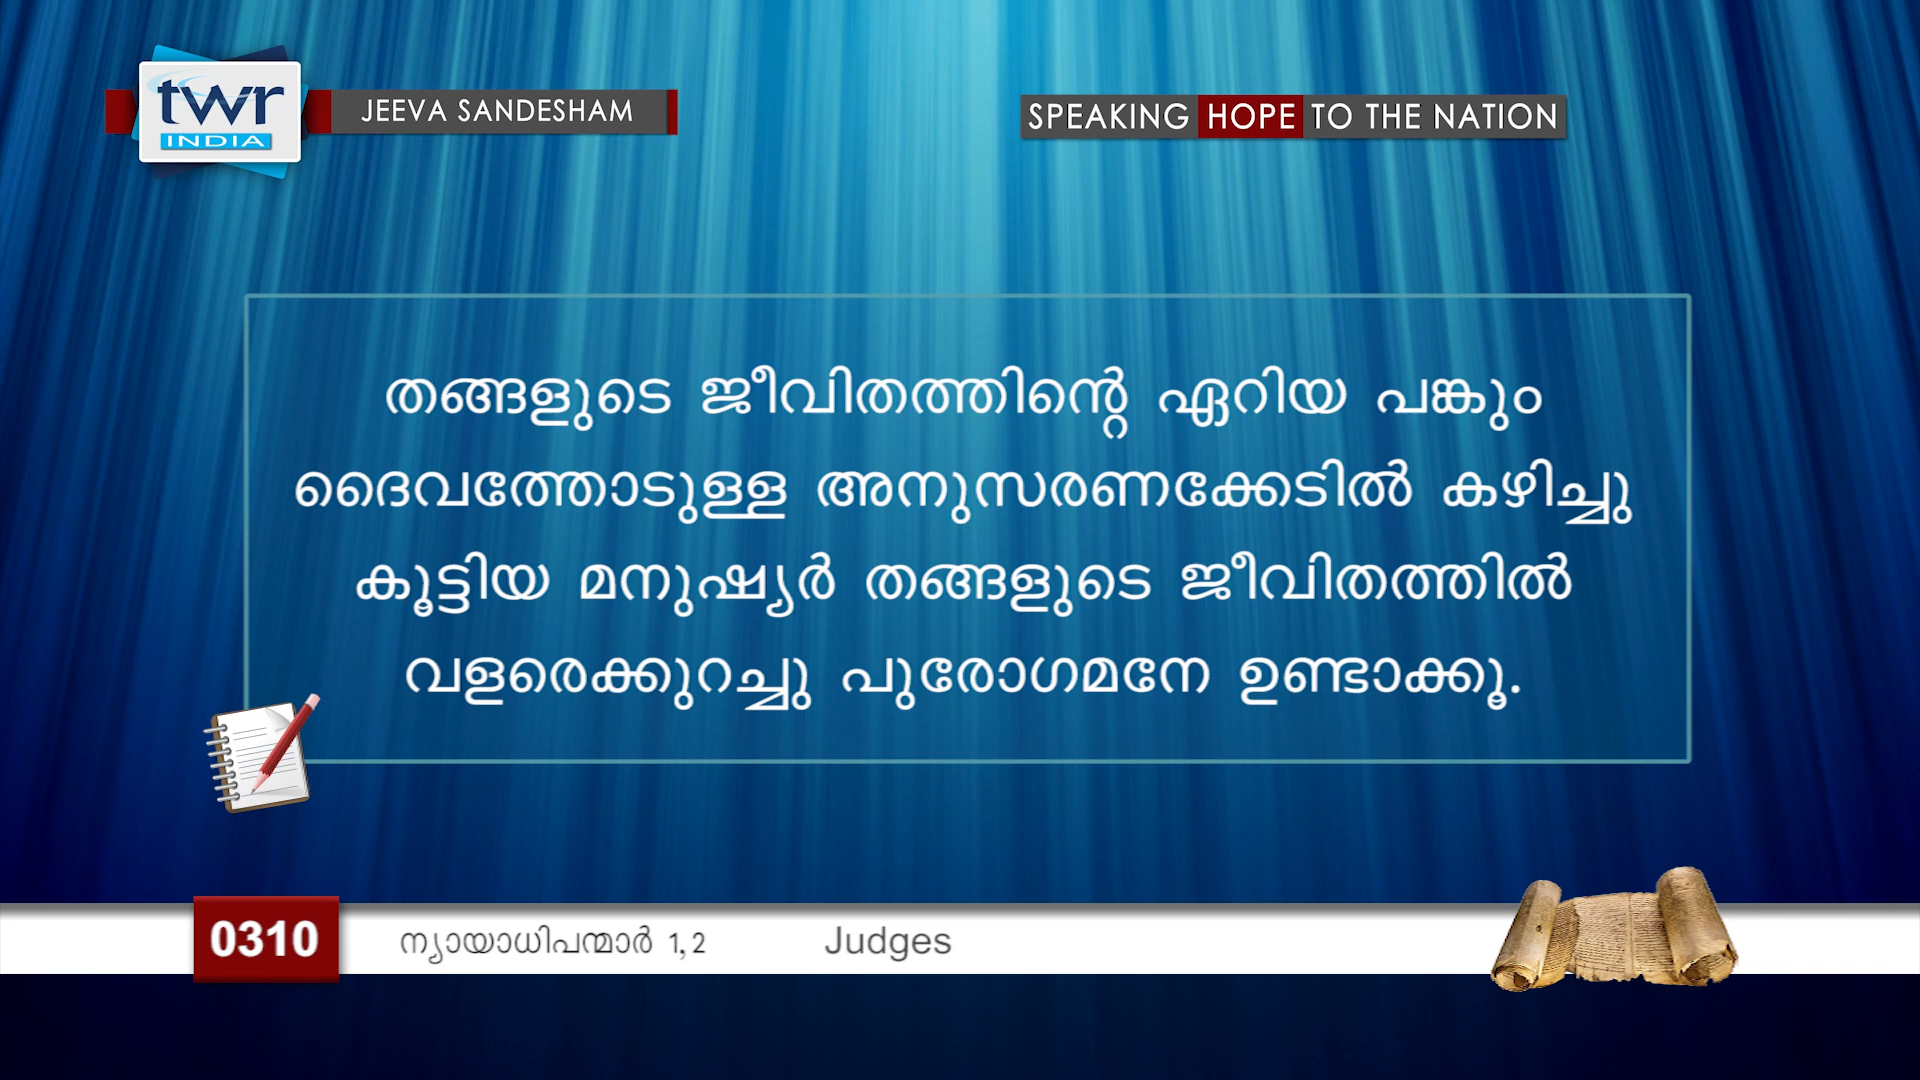 twr
INDIA
JEEVA SANDESHAM
SPEAKING HOPE TO THE NATION
തങ്ങളുടെ ജീവിതത്തിന്റെ ഏറിയ പങ്കും
ദൈവത്തോടുള്ള അനുസരണക്കേടിൽ കഴിച്ചു
കൂട്ടിയ മനുഷ്യർ തങ്ങളുടെ ജീവിതത്തിൽ
വളരെക്കുറച്ചു പുരോഗമനേ ഉണ്ടാക്കൂ.
0310 ന്യായാധിപന്മാർ 1,2 Judges